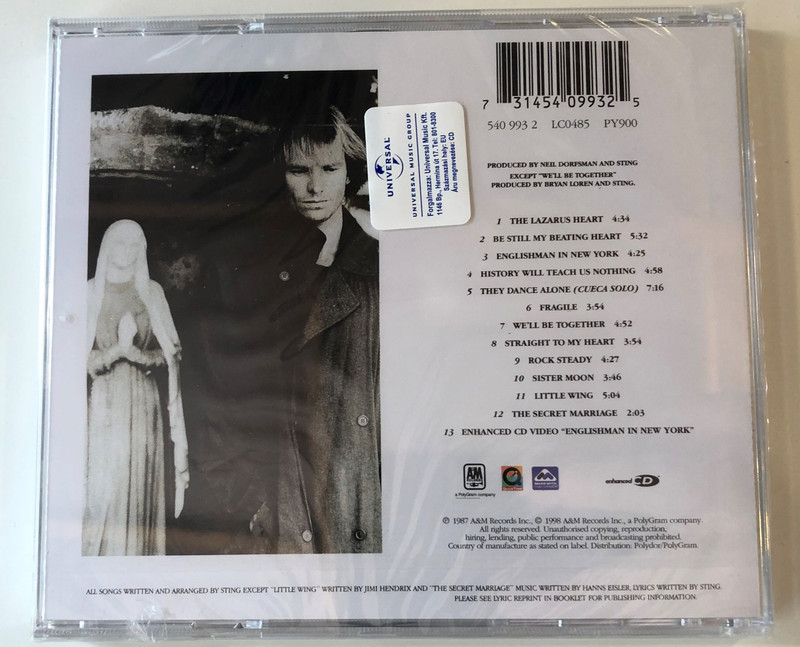 7 31454 09932 5
540 993 2 LC0485 PY900
UNIVERSAL
UNIVERSAL MUSIC GROUP
Forgalmazza: Universal Music Kft.
1146 Bp., Hermina út 17. Tel: 801-8300
Származási hely: EU
Áru megnevezése: CD
PRODUCED BY NEIL DORFSMAN AND STING
EXCEPT "WE'LL BE TOGETHER"
PRODUCED BY BRYAN LOREN AND STING.
1 THE LAZARUS HEART 4:34
2 BE STILL MY BEATING HEART 5:32
3 ENGLISHMAN IN NEW YORK 4:25
4 HISTORY WILL TEACH US NOTHING 4:58
5 THEY DANCE ALONE (CUECA SOLO) 7:16
6 FRAGILE 3:54
7 WE'LL BE TOGETHER 4:52
8 STRAIGHT TO MY HEART 3:54
9 ROCK STEADY 4:27
10 SISTER MOON 3:46
11 LITTLE WING 5:04
12 THE SECRET MARRIAGE 2:03
13 ENHANCED CD VIDEO "ENGLISHMAN IN NEW YORK"
A&M
a PolyGram company
enhanced CD
℗ 1987 A&M Records Inc., © 1998 A&M Records Inc., a PolyGram company.
All rights reserved. Unauthorised copying, reproduction,
hiring, lending, public performance and broadcasting prohibited.
Country of manufacture as stated on label. Distribution: Polydor/PolyGram.
ALL SONGS WRITTEN AND ARRANGED BY STING EXCEPT "LITTLE WING" WRITTEN BY JIMI HENDRIX AND "THE SECRET MARRIAGE" MUSIC WRITTEN BY HANNS EISLER, LYRICS WRITTEN BY STING.
PLEASE SEE LYRIC REPRINT IN BOOKLET FOR PUBLISHING INFORMATION.